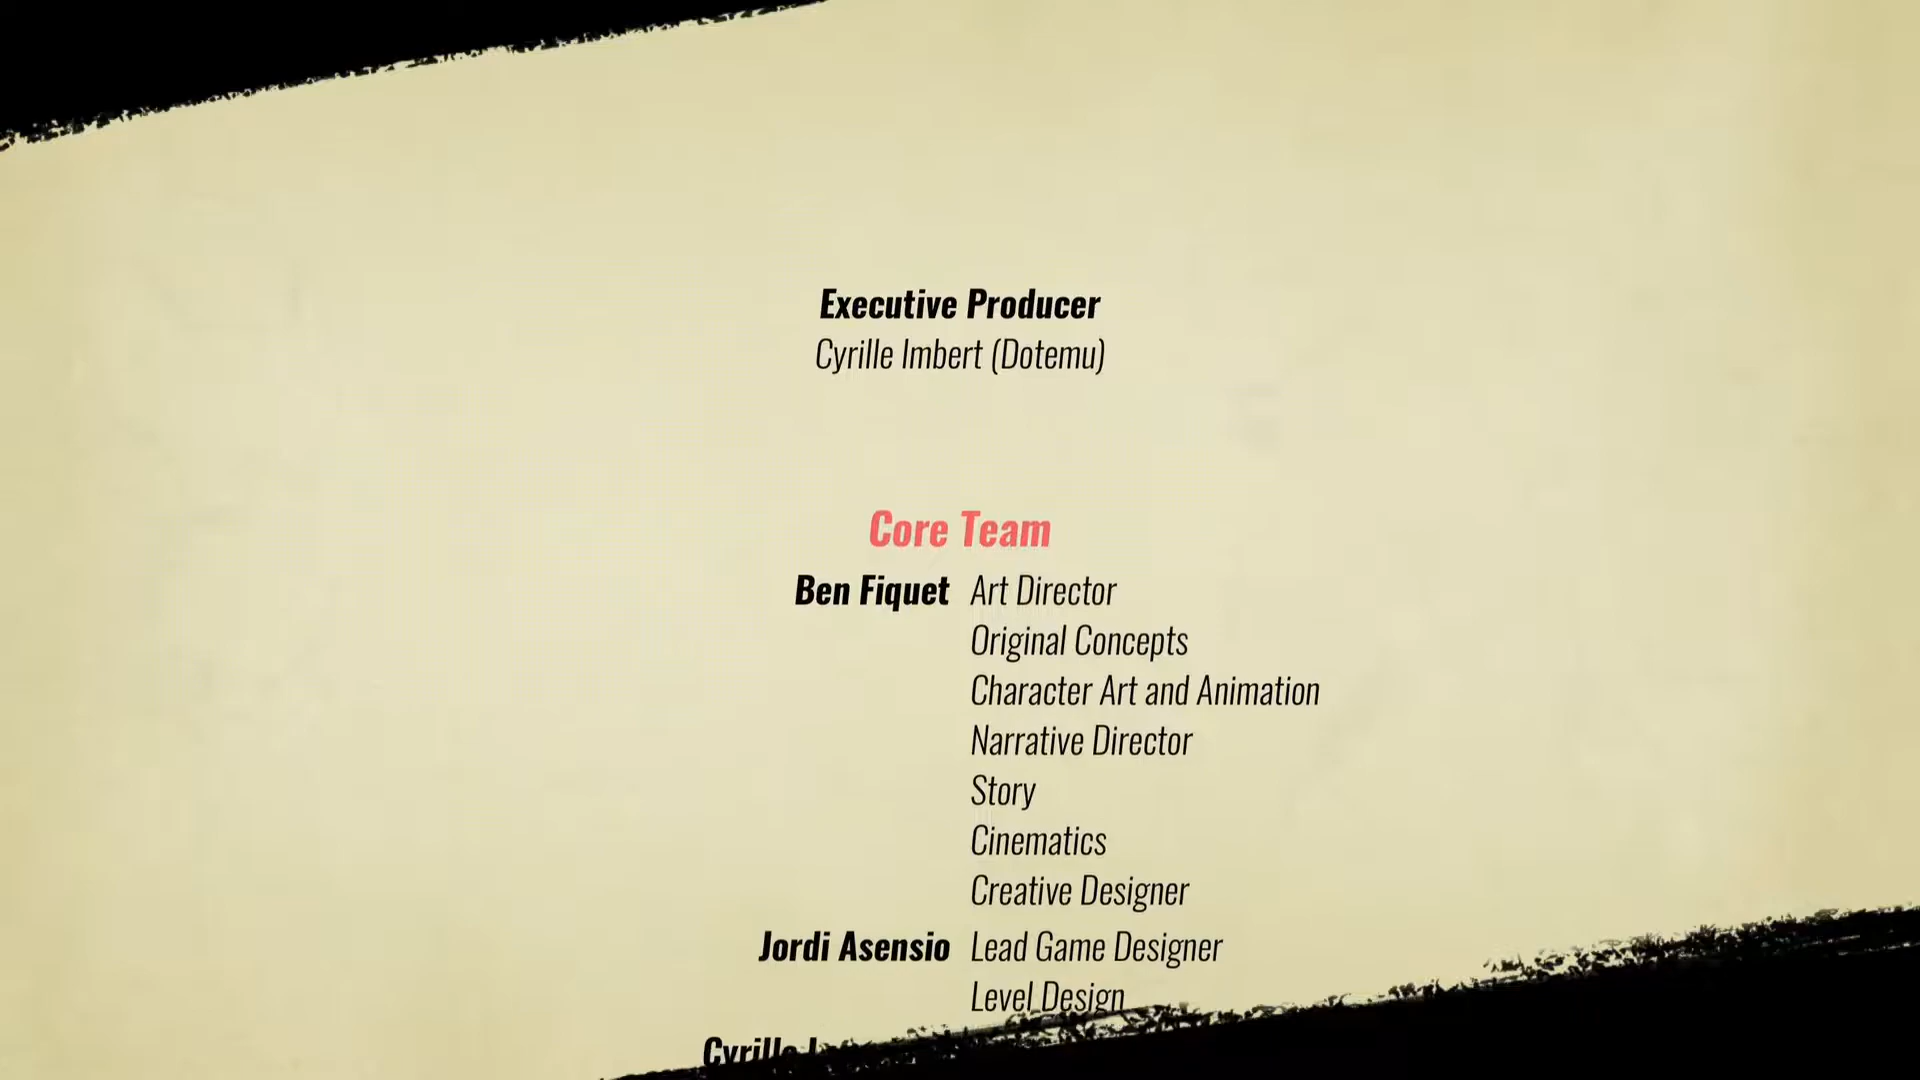 Executive Producer
Cyrille Imbert (Dotemu)
Core Team
Ben Fiquet Art Director
Original Concepts
Character Art and Animation
Narrative Director
Story
Cinematics
Creative Designer
Jordi Asensio Lead Game Designer
Level Design
Cyrille